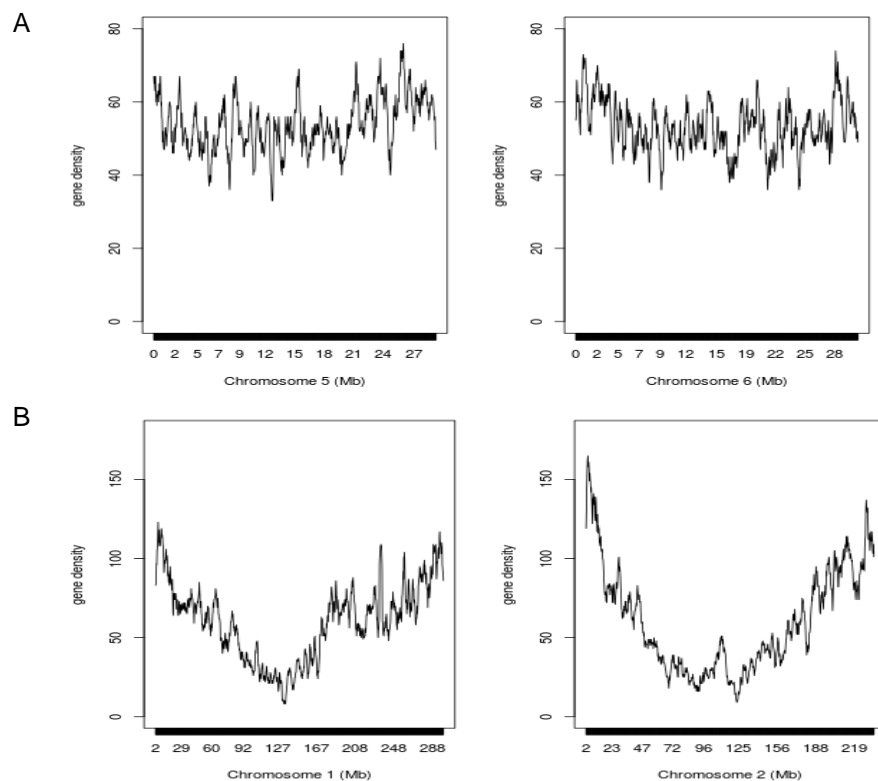 A
80
60
40
20
0
gene density
0 2 5 7 9 12 15 18 21 24 27
Chromosome 5 (Mb)
80
60
40
20
0
gene density
0 2 5 7 9 12 15 19 22 25 28
Chromosome 6 (Mb)
B
150
100
50
0
gene density
2 29 60 92 127 167 208 248 288
Chromosome 1 (Mb)
150
100
50
0
gene density
2 23 47 72 96 125 156 188 219
Chromosome 2 (Mb)